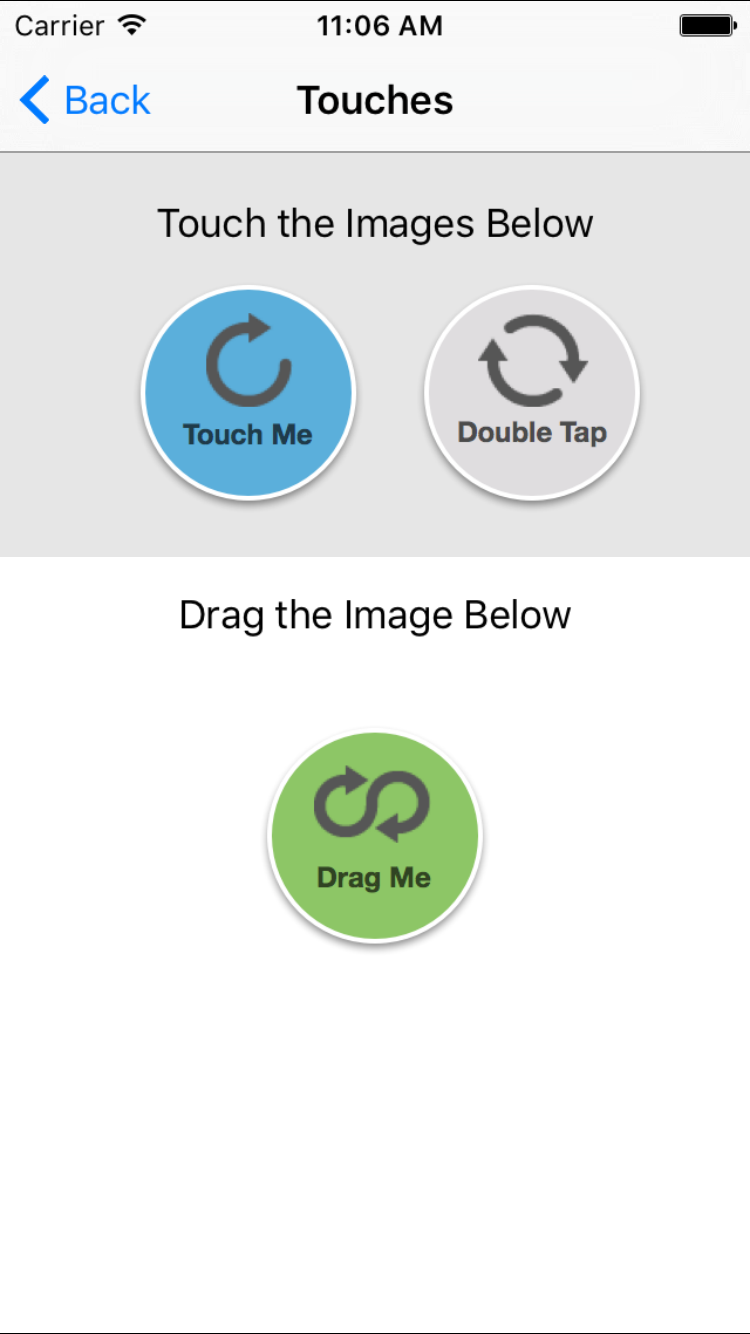 Carrier 11:06 AM
Back Touches
Touch the Images Below
Touch Me Double Tap
Drag the Image Below
Drag Me